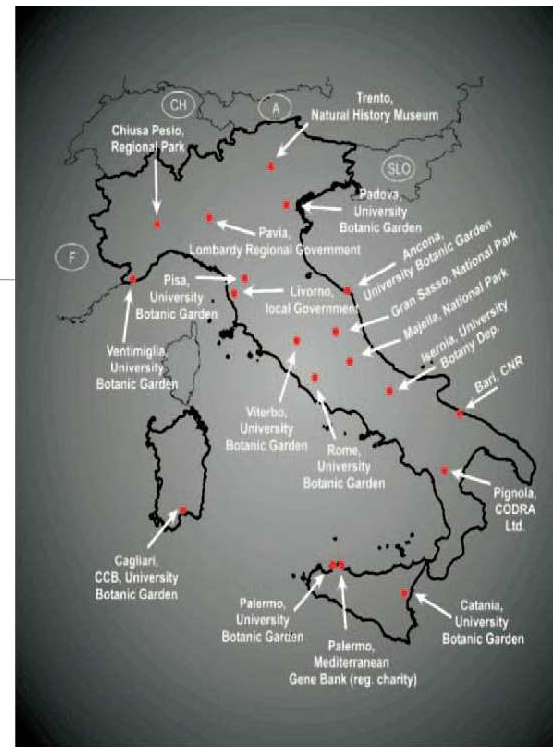 CH
A
Trento,
Natural History Museum
Chiusa Pesio,
Regional Park
SLO
Padova,
University
Botanic Garden
Pavia,
Lombardy Regional Government
F
Ancona,
University Botanic Garden
Gran Sasso, National Park
Majella, National Park
Isernia, University
Botany Dep.
Pisa,
University
Botanic Garden
Livorno,
local Government
Ventimiglia,
University
Botanic Garden
Bari, CNR
Viterbo,
University
Botanic Garden
Rome,
University
Botanic Garden
Pignola,
CODRA
Ltd.
Cagliari,
CCB, University
Botanic Garden
Palermo,
University
Botanic Garden
Palermo,
Mediterranean
Gene Bank (reg. charity)
Catania,
University
Botanic Garden